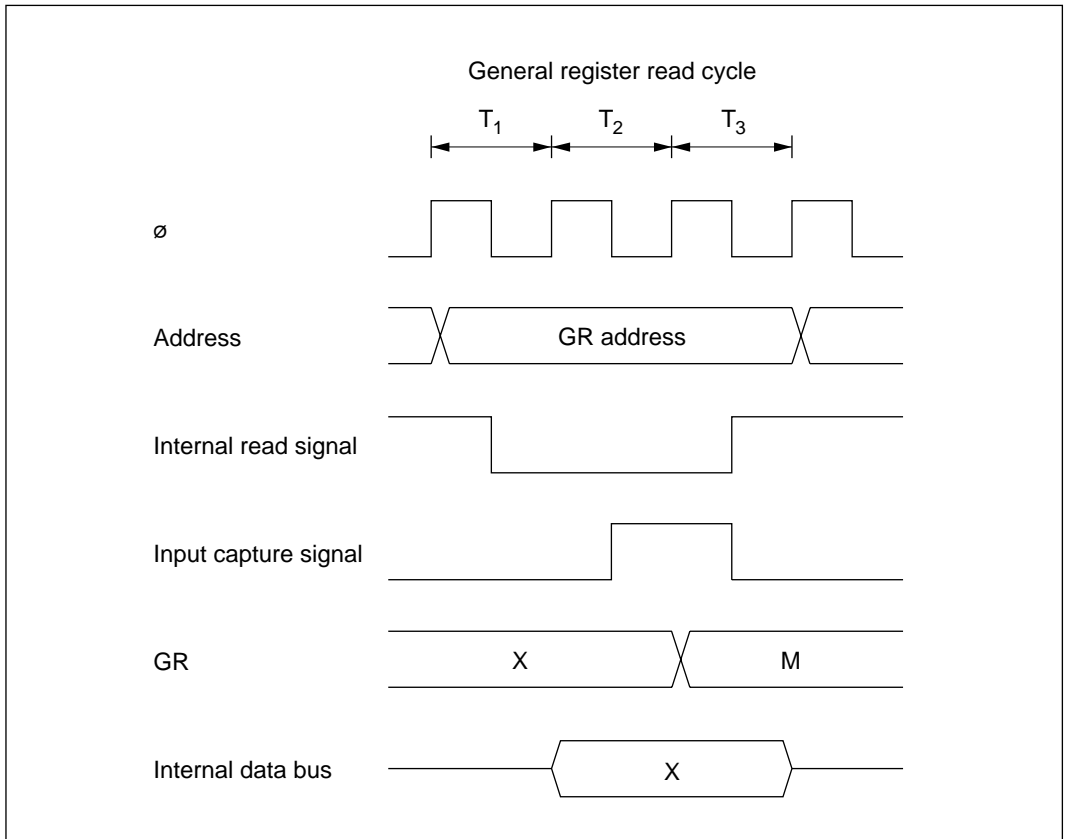 General register read cycle
T1 T2 T3
ø
Address GR address
Internal read signal
Input capture signal
GR X M
Internal data bus X